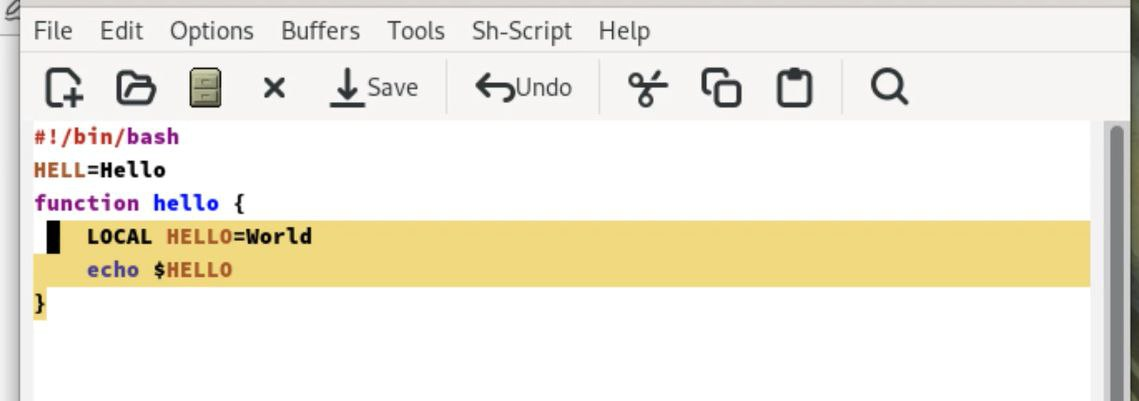 File Edit Options Buffers Tools Sh-Script Help
Save Undo
#!/bin/bash
HELL=Hello
function hello {
LOCAL HELLO=World
echo $HELLO
}